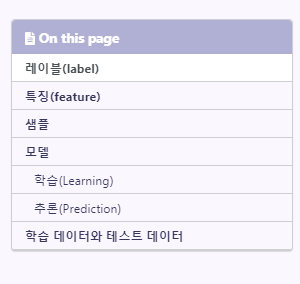 On this page
레이블(label)
특징(feature)
샘플
모델
학습(Learning)
추론(Prediction)
학습 데이터와 테스트 데이터